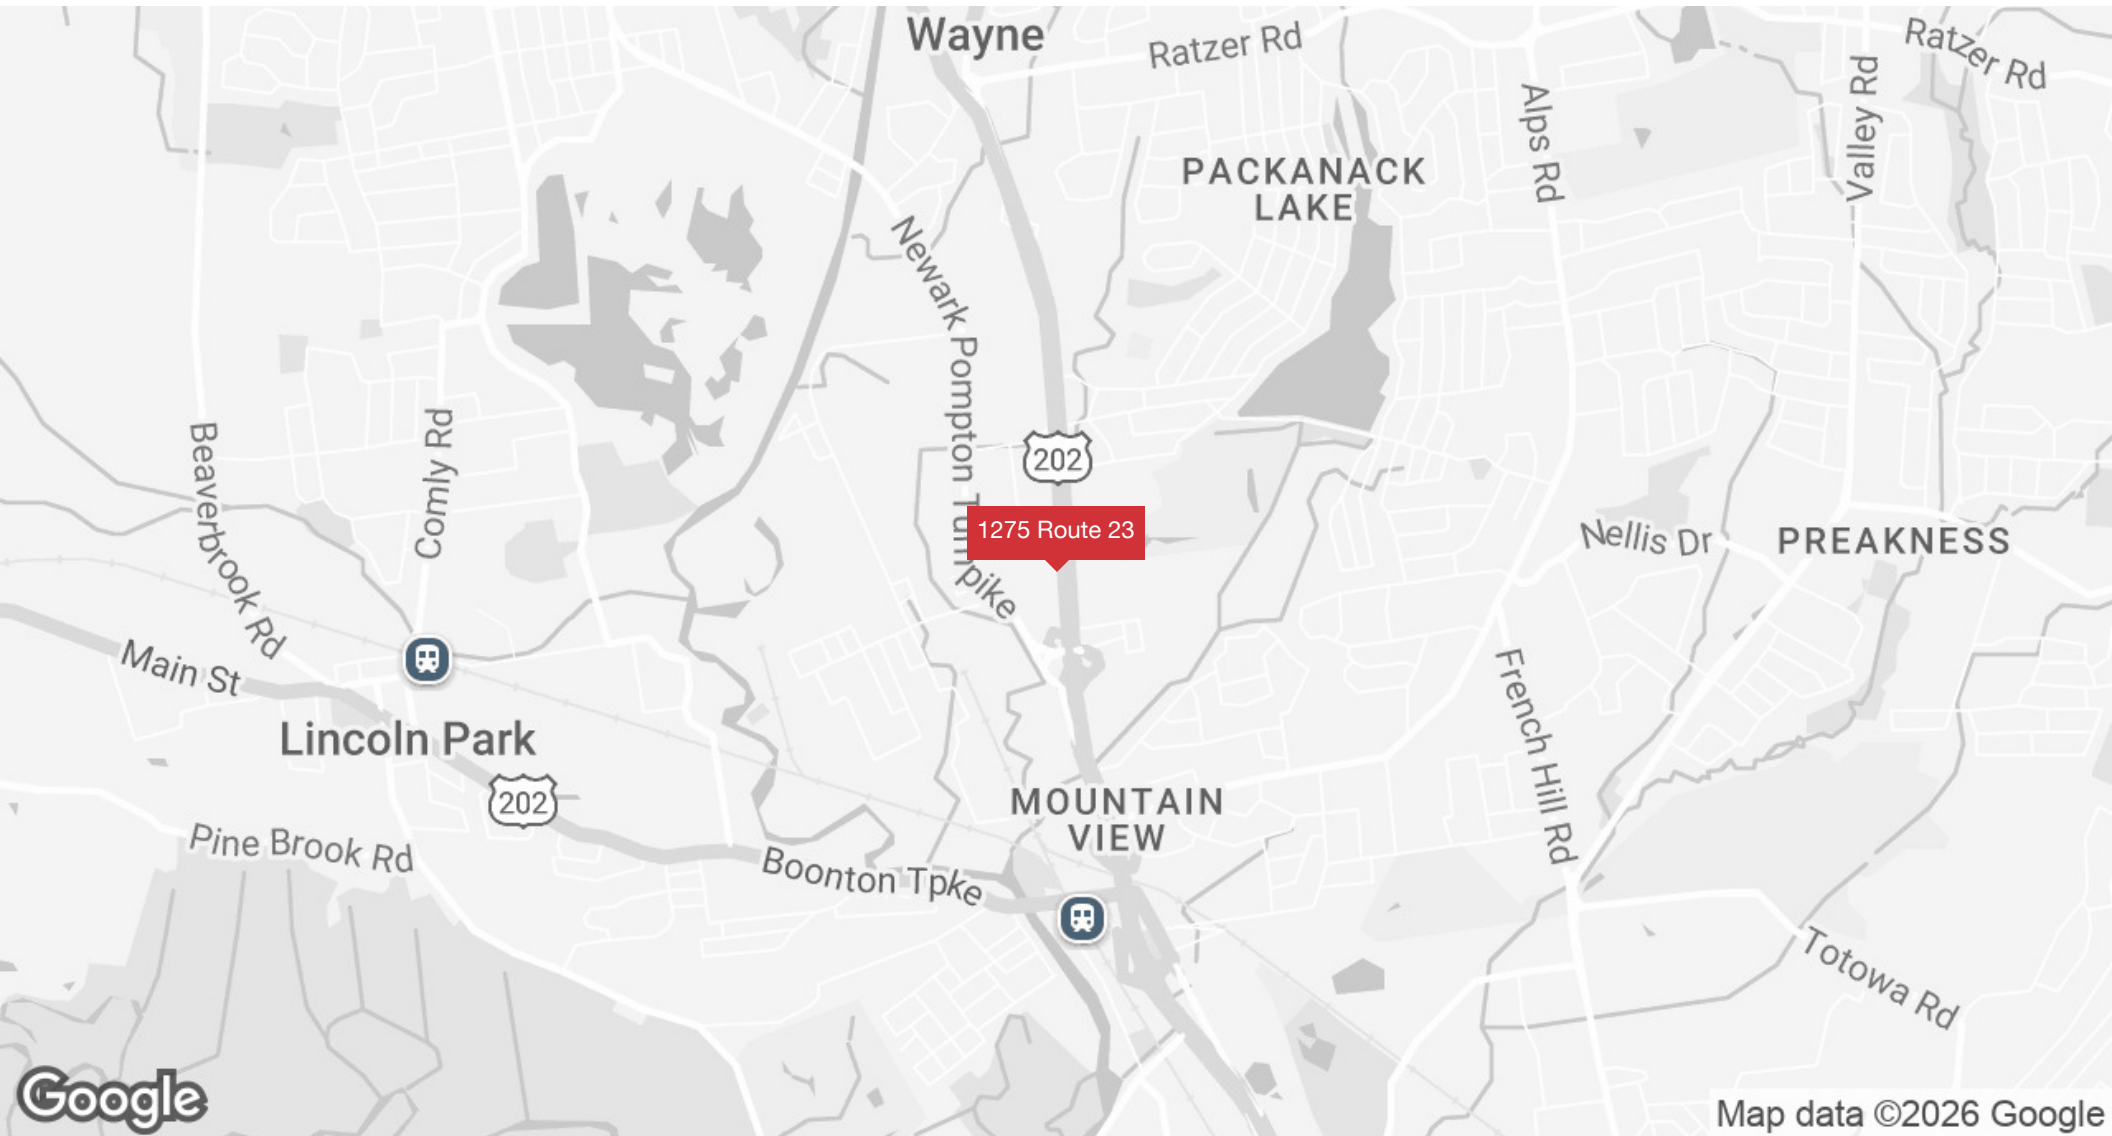 Wayne
Ratzer Rd
Ratzer Rd
Alps Rd
Valley Rd
PACKANACK
LAKE
Newark Pompton Turnpike
Beaverbrook Rd
Comly Rd
202
1275 Route 23
Nellis Dr
PREAKNESS
Main St
Lincoln Park
French Hill Rd
202
MOUNTAIN
VIEW
Pine Brook Rd
Boonton Tpke
Totowa Rd
Google
Map data ©2026 Google